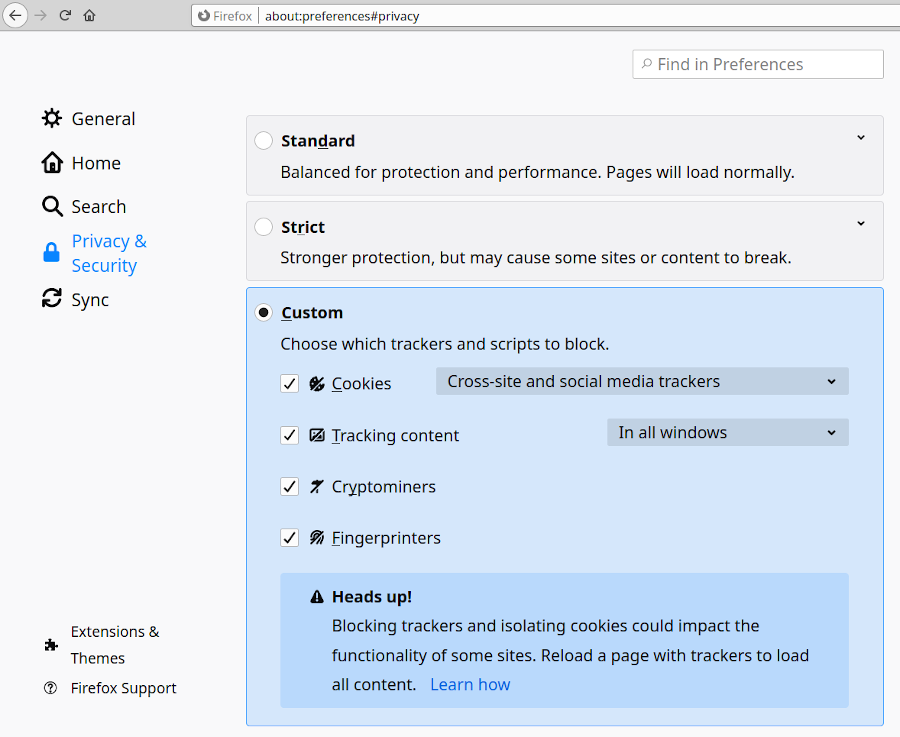 Firefox about:preferences#privacy
Find in Preferences
General
Home
Search
Privacy &
Security
Sync
Extensions &
Themes
Firefox Support
Standard
Balanced for protection and performance. Pages will load normally.
Strict
Stronger protection, but may cause some sites or content to break.
Custom
Choose which trackers and scripts to block.
Cookies Cross-site and social media trackers
Tracking content In all windows
Cryptominers
Fingerprinters
Heads up!
Blocking trackers and isolating cookies could impact the
functionality of some sites. Reload a page with trackers to load
all content. Learn how